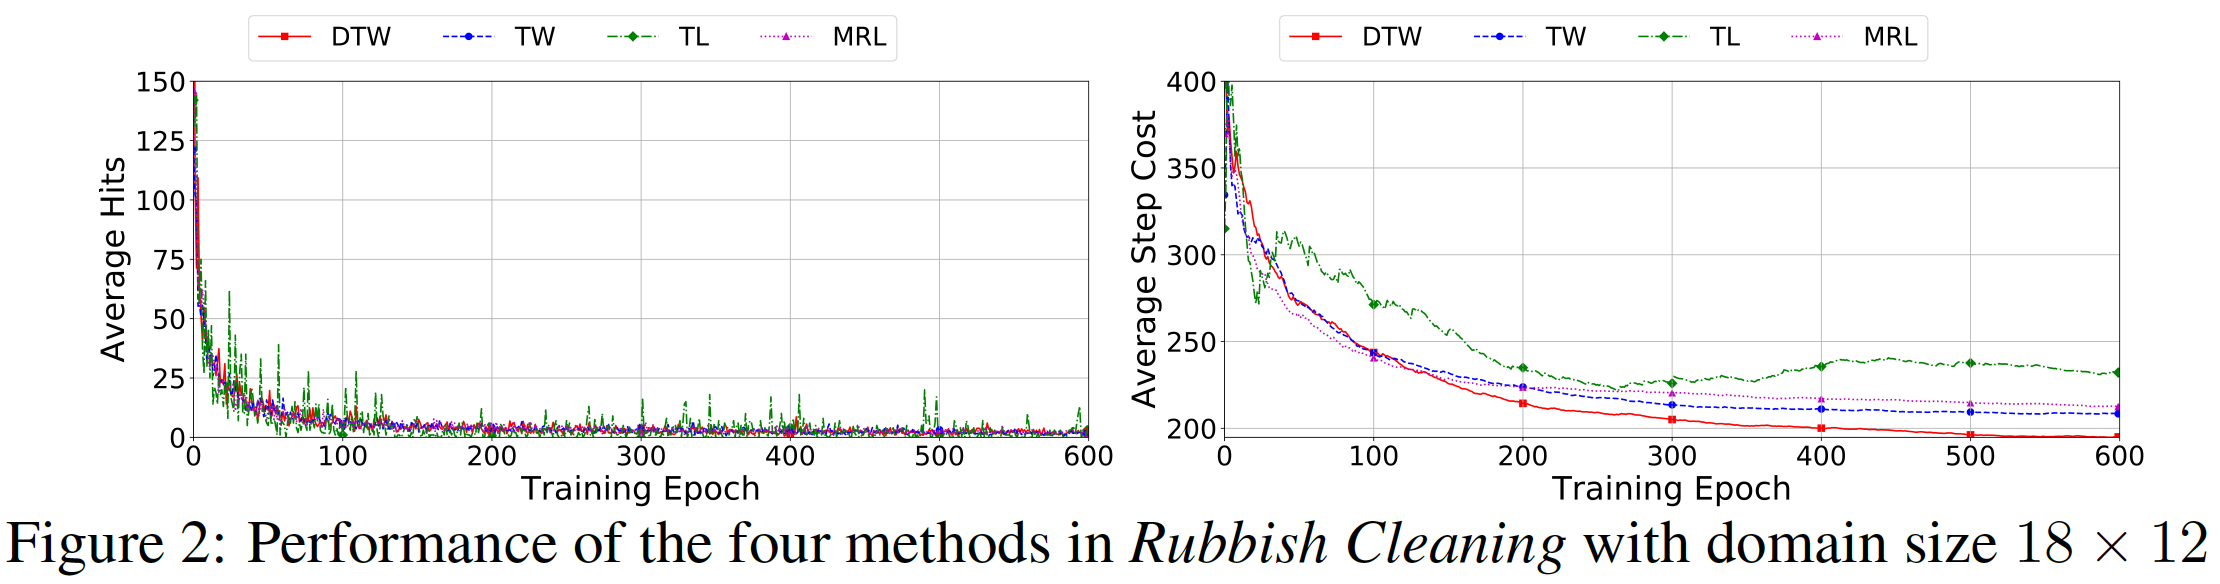 DTW TW TL MRL
150
125
100
75
50
25
0
Average Hits
0 100 200 300 400 500 600
Training Epoch
DTW TW TL MRL
400
350
300
250
200
Average Step Cost
0 100 200 300 400 500 600
Training Epoch
Figure 2: Performance of the four methods in Rubbish Cleaning with domain size 18 × 12